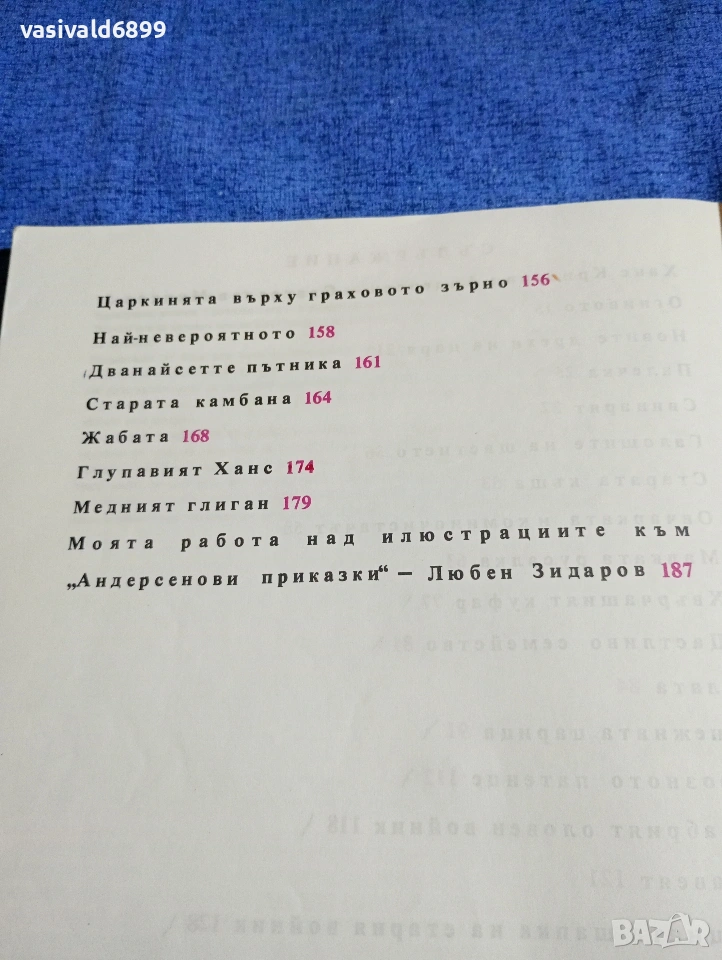 vasivald6899
Царкинята върху граховото зърно 156
Най-невероятното 158
Дванайсетте пътника 161
Старата камбана 164
Жабата 168
Глупавият Ханс 174
Медният глиган 179
Моята работа над илюстрациите към
„Андерсенови приказки“ — Любен Зидаров 187
BAZAR